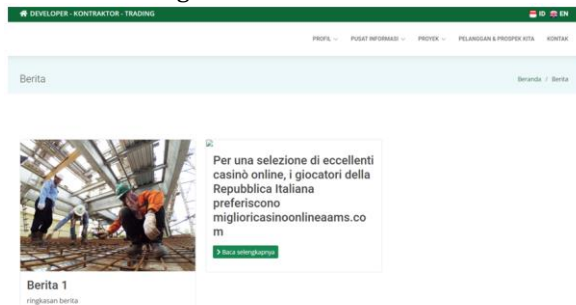 DEVELOPER - KONTRAKTOR - TRADING
ID EN
PROFIL PUSAT INFORMASI PROYEK PELANGGAN & PROSPEK KITA KONTAK
Berita
Beranda / Berita
Per una selezione di eccellenti
casinò online, i giocatori della
Repubblica Italiana
preferiscono
miglioricasinoonlineaams.co
m
Baca selengkapnya
Berita 1
ringkasan berita